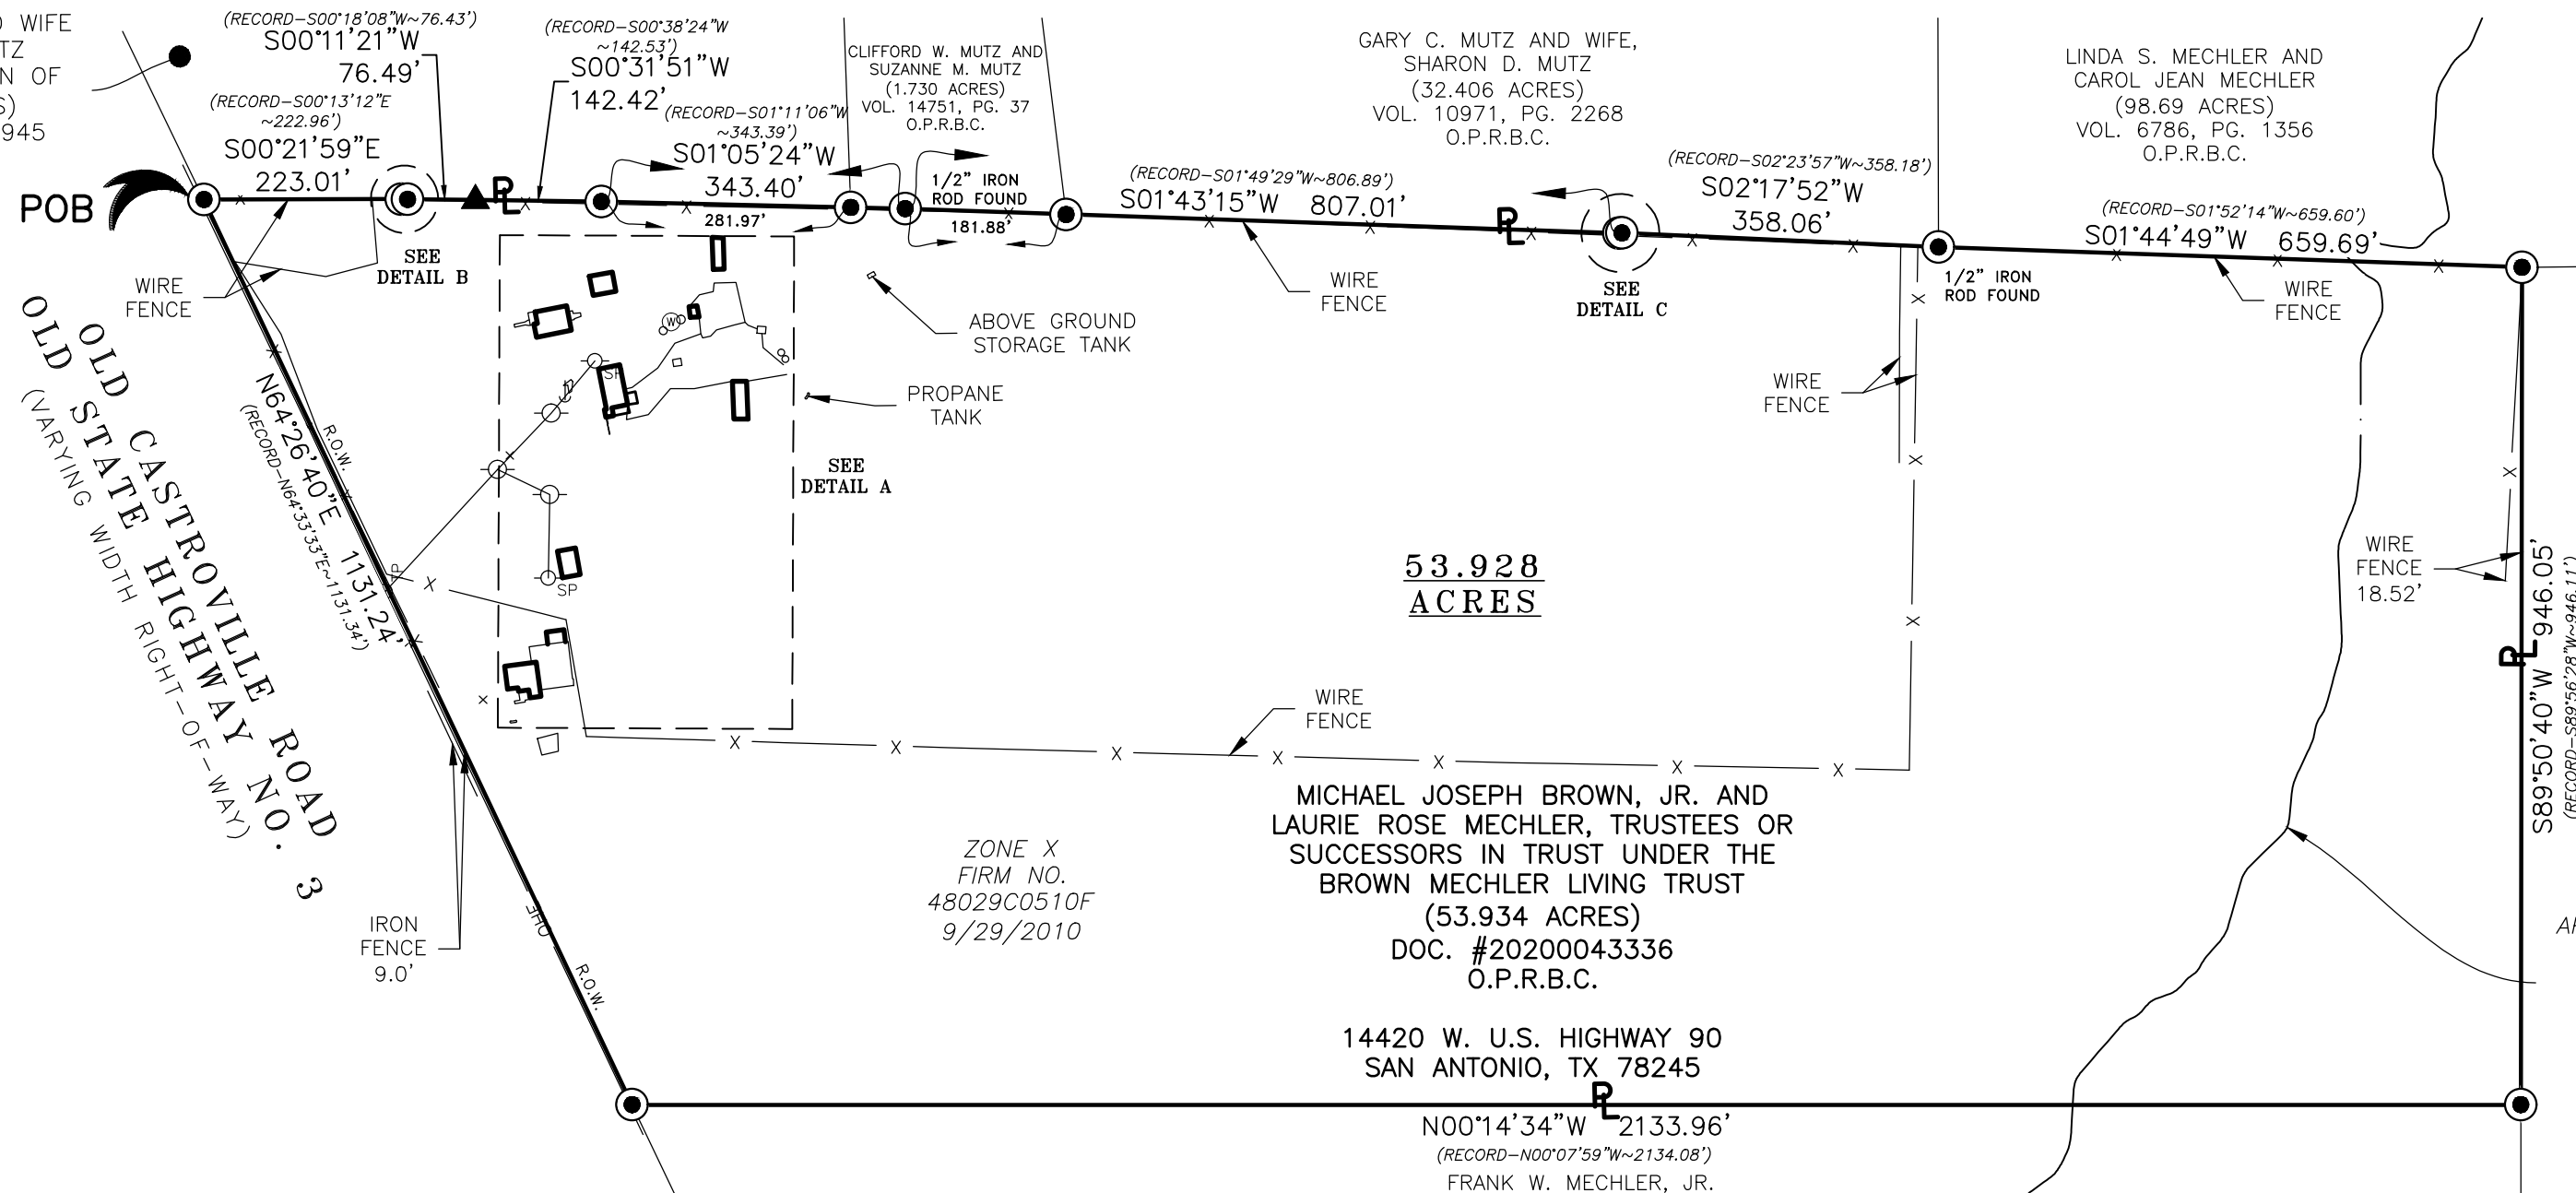 WIFE
TZ
N OF
S)
945
(RECORD–S00°18'08"W~76.43')
S00°11'21"W
76.49'
(RECORD–S00°13'12"E
~222.96')
S00°21'59"E
223.01'
(RECORD–S00°38'24"W
~142.53')
S00°31'51"W
142.42'
(RECORD–S01°11'06"W
~343.39')
S01°05'24"W
343.40'
281.97'
CLIFFORD W. MUTZ AND
SUZANNE M. MUTZ
(1.730 ACRES)
VOL. 14751, PG. 37
O.P.R.B.C.
1/2" IRON
ROD FOUND
181.88'
GARY C. MUTZ AND WIFE,
SHARON D. MUTZ
(32.406 ACRES)
VOL. 10971, PG. 2268
O.P.R.B.C.
(RECORD–S01°49'29"W~806.89')
S01°43'15"W 807.01'
(RECORD–S02°23'57"W~358.18')
S02°17'52"W
358.06'
LINDA S. MECHLER AND
CAROL JEAN MECHLER
(98.69 ACRES)
VOL. 6786, PG. 1356
O.P.R.B.C.
(RECORD–S01°52'14"W~659.60')
S01°44'49"W 659.69'
POB
PL
PL
SEE
DETAIL B
WIRE
FENCE
WIRE
FENCE
SEE
DETAIL C
1/2" IRON
ROD FOUND
WIRE
FENCE
ABOVE GROUND
STORAGE TANK
PROPANE
TANK
WIRE
FENCE
W
SP
SEE
DETAIL A
SP
OLD CASTROVILLE ROAD
OLD STATE HIGHWAY NO. 3
(VARYING WIDTH RIGHT–OF–WAY)
R.O.W.
N64°26'40"E 1131.24'
(RECORD–N64°33'33"E~1131.34')
53.928
ACRES
WIRE
FENCE
18.52'
PL
S89°50'40"W 946.05'
(RECORD–S89°56'28"W~946.11')
WIRE
FENCE
MICHAEL JOSEPH BROWN, JR. AND
LAURIE ROSE MECHLER, TRUSTEES OR
SUCCESSORS IN TRUST UNDER THE
BROWN MECHLER LIVING TRUST
(53.934 ACRES)
DOC. #20200043336
O.P.R.B.C.
ZONE X
FIRM NO.
48029C0510F
9/29/2010
IRON
FENCE
9.0'
OHE
R.O.W.
14420 W. U.S. HIGHWAY 90
SAN ANTONIO, TX 78245
PL
N00°14'34"W 2133.96'
(RECORD–N00°07'59"W~2134.08')
FRANK W. MECHLER, JR.